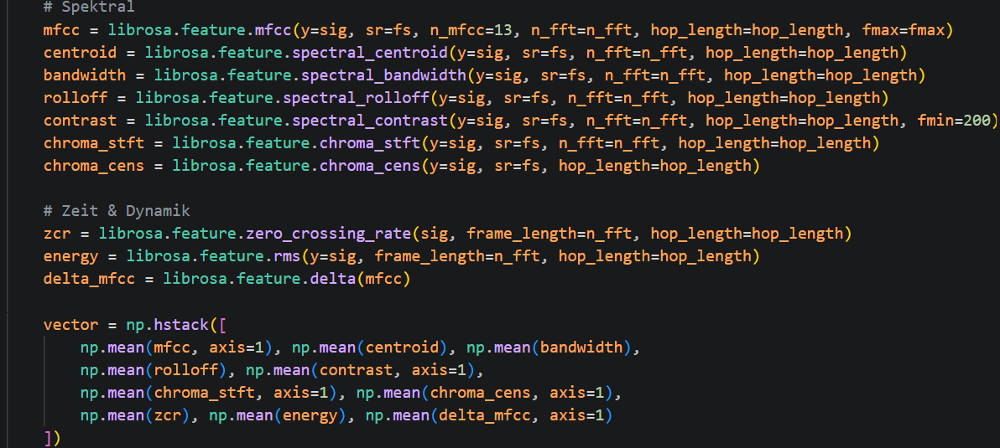 # Spektral
mfcc = librosa.feature.mfcc(y=sig, sr=fs, n_mfcc=13, n_fft=n_fft, hop_length=hop_length, fmax=fmax)
centroid = librosa.feature.spectral_centroid(y=sig, sr=fs, n_fft=n_fft, hop_length=hop_length)
bandwidth = librosa.feature.spectral_bandwidth(y=sig, sr=fs, n_fft=n_fft, hop_length=hop_length)
rolloff = librosa.feature.spectral_rolloff(y=sig, sr=fs, n_fft=n_fft, hop_length=hop_length)
contrast = librosa.feature.spectral_contrast(y=sig, sr=fs, n_fft=n_fft, hop_length=hop_length, fmin=200)
chroma_stft = librosa.feature.chroma_stft(y=sig, sr=fs, n_fft=n_fft, hop_length=hop_length)
chroma_cens = librosa.feature.chroma_cens(y=sig, sr=fs, hop_length=hop_length)

# Zeit & Dynamik
zcr = librosa.feature.zero_crossing_rate(sig, frame_length=n_fft, hop_length=hop_length)
energy = librosa.feature.rms(y=sig, frame_length=n_fft, hop_length=hop_length)
delta_mfcc = librosa.feature.delta(mfcc)

vector = np.hstack([
    np.mean(mfcc, axis=1), np.mean(centroid), np.mean(bandwidth),
    np.mean(rolloff), np.mean(contrast, axis=1),
    np.mean(chroma_stft, axis=1), np.mean(chroma_cens, axis=1),
    np.mean(zcr), np.mean(energy), np.mean(delta_mfcc, axis=1)
])